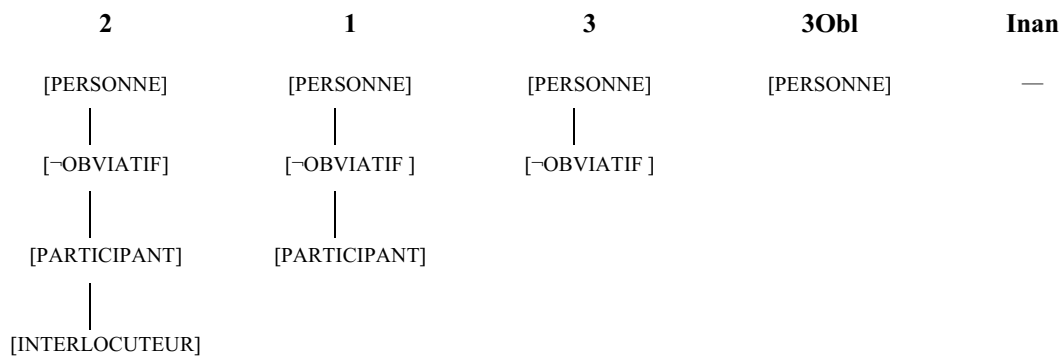 2 1 3 3Obl Inan
[PERSONNE] [PERSONNE] [PERSONNE] [PERSONNE] —
[¬OBVIATIF] [¬OBVIATIF ] [¬OBVIATIF ]
[PARTICIPANT] [PARTICIPANT]
[INTERLOCUTEUR]